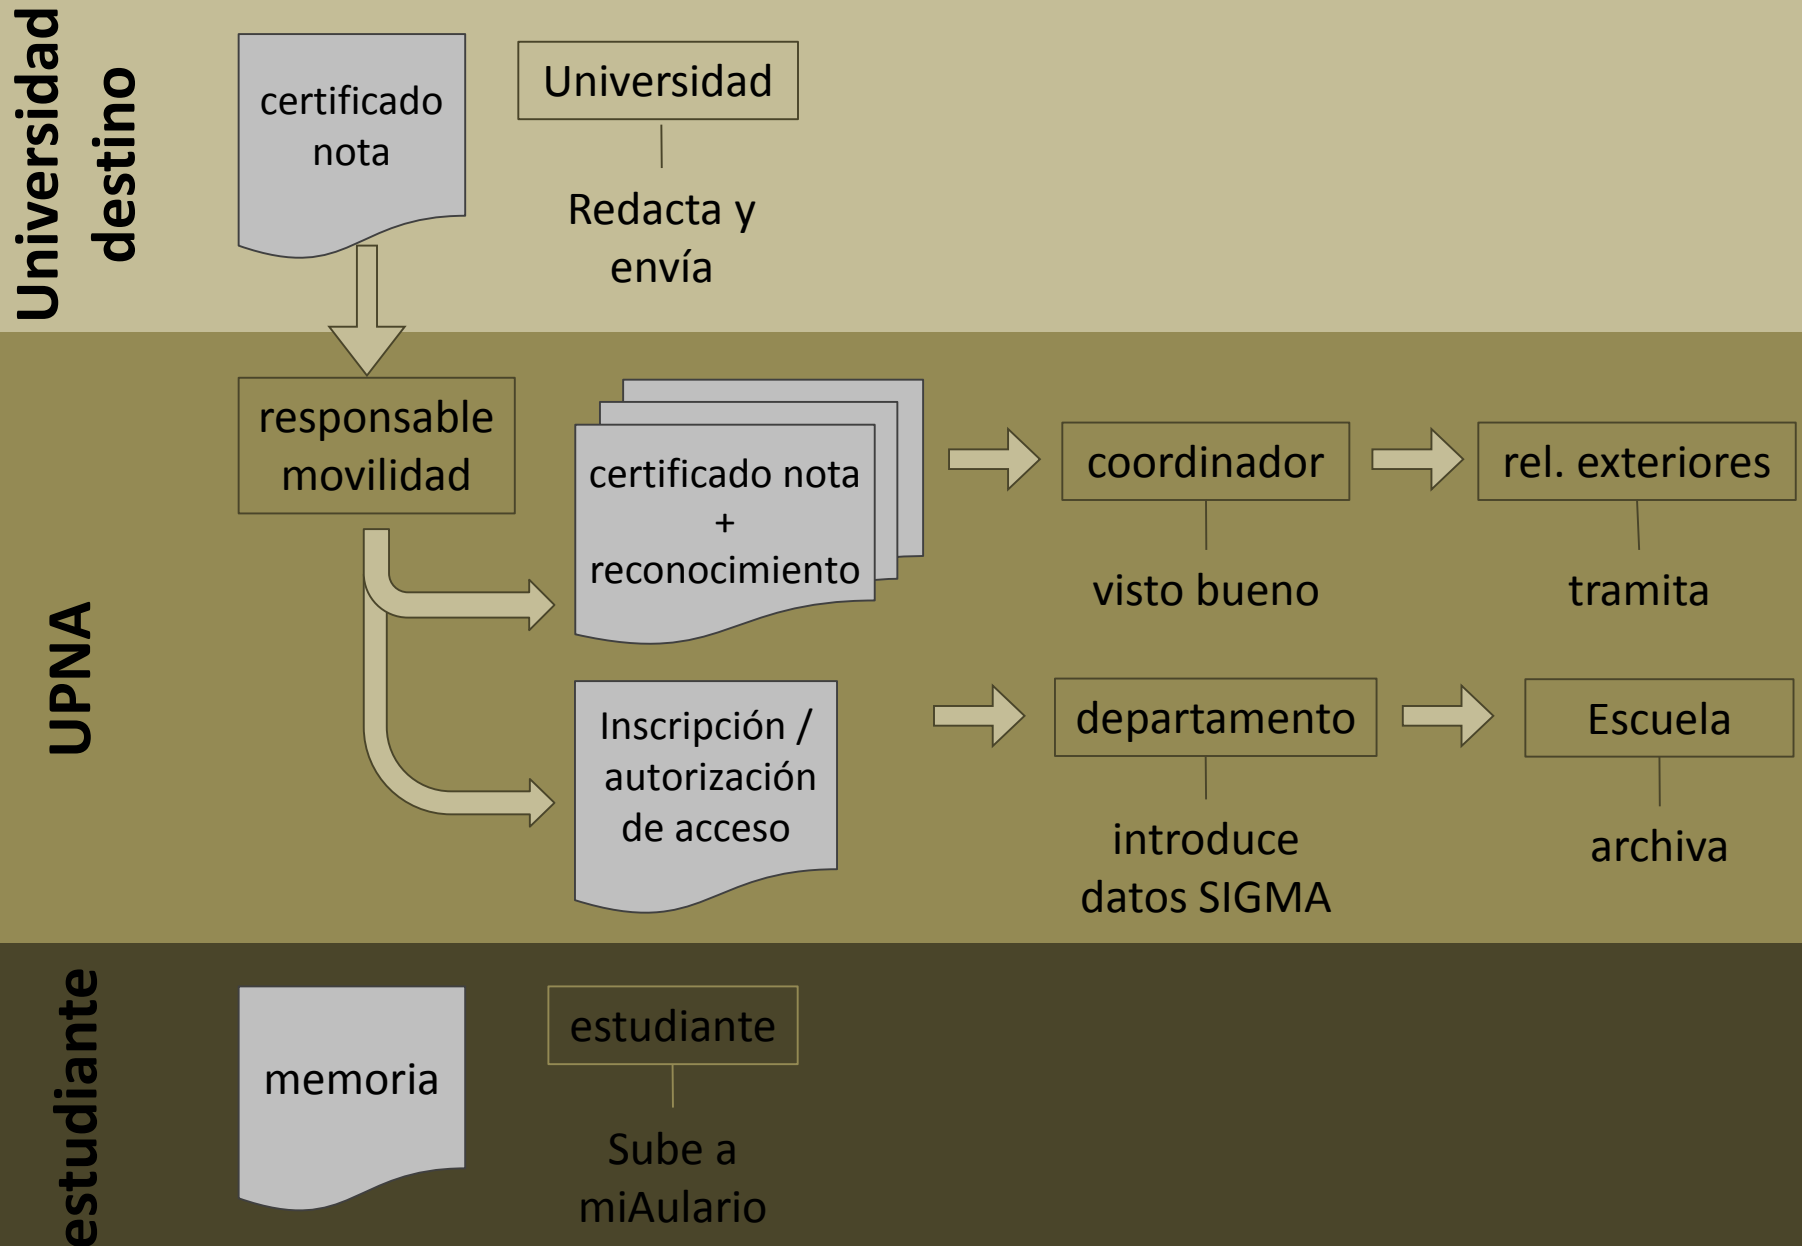 Universidad
destino
certificado
nota
Universidad
Redacta y
envía
UPNA
responsable
movilidad
certificado nota
+
reconocimiento
coordinador
visto bueno
rel. exteriores
tramita
Inscripción /
autorización
de acceso
departamento
introduce
datos SIGMA
Escuela
archiva
estudiante
memoria
estudiante
Sube a
miAulario